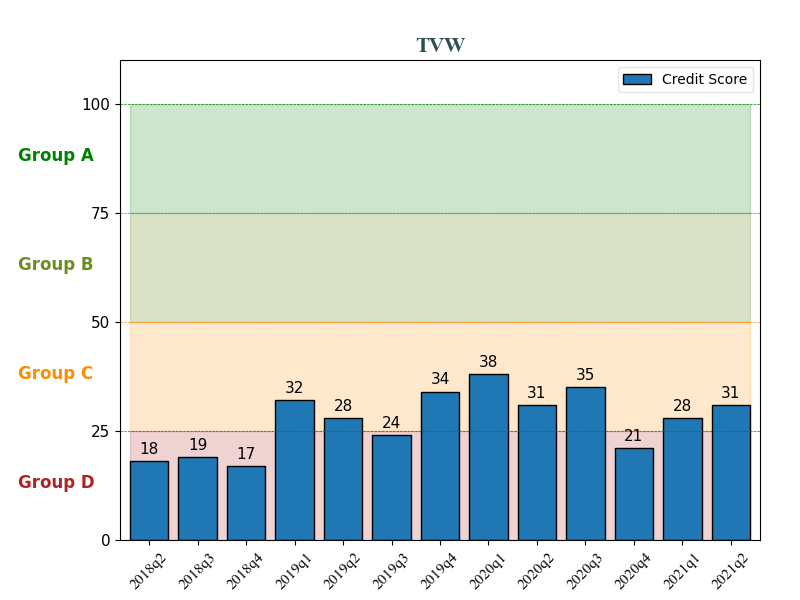 TVW
Credit Score
100
75
50
25
0
Group A
Group B
Group C
Group D
18
19
17
32
28
24
34
38
31
35
21
28
31
2018q2
2018q3
2018q4
2019q1
2019q2
2019q3
2019q4
2020q1
2020q2
2020q3
2020q4
2021q1
2021q2